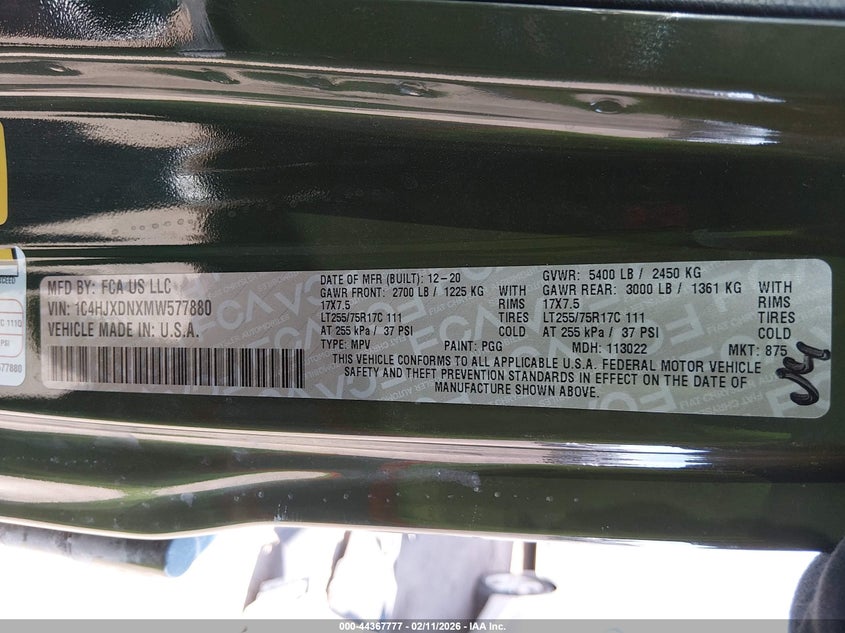 MFD BY: FCA US LLC
VIN: 1C4HJXDNXMW577880
VEHICLE MADE IN: U.S.A.
DATE OF MFR (BUILT): 12-20
GAWR FRONT: 2700 LB / 1225 KG WITH
17X7.5 RIMS
LT255/75R17C 111 TIRES
AT 255 kPa / 37 PSI COLD
TYPE: MPV
GVWR: 5400 LB / 2450 KG
GAWR REAR: 3000 LB / 1361 KG WITH
17X7.5 RIMS
LT255/75R17C 111 TIRES
AT 255 kPa / 37 PSI COLD
PAINT: PGG MDH: 113022 MKT: 875
THIS VEHICLE CONFORMS TO ALL APPLICABLE U.S.A. FEDERAL MOTOR VEHICLE
SAFETY AND THEFT PREVENTION STANDARDS IN EFFECT ON THE DATE OF
MANUFACTURE SHOWN ABOVE.
7C 111Q
PSI
577880
000-44367777 - 02/11/2026 - IAA Inc.